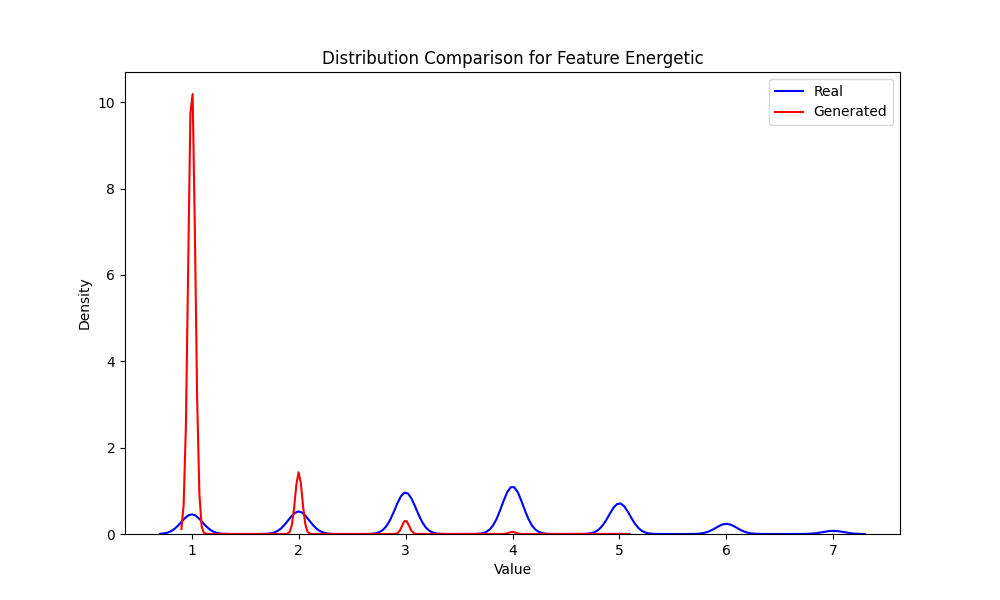 Distribution Comparison for Feature Energetic
Real
Generated
Density
10
8
6
4
2
0
1 2 3 4 5 6 7
Value